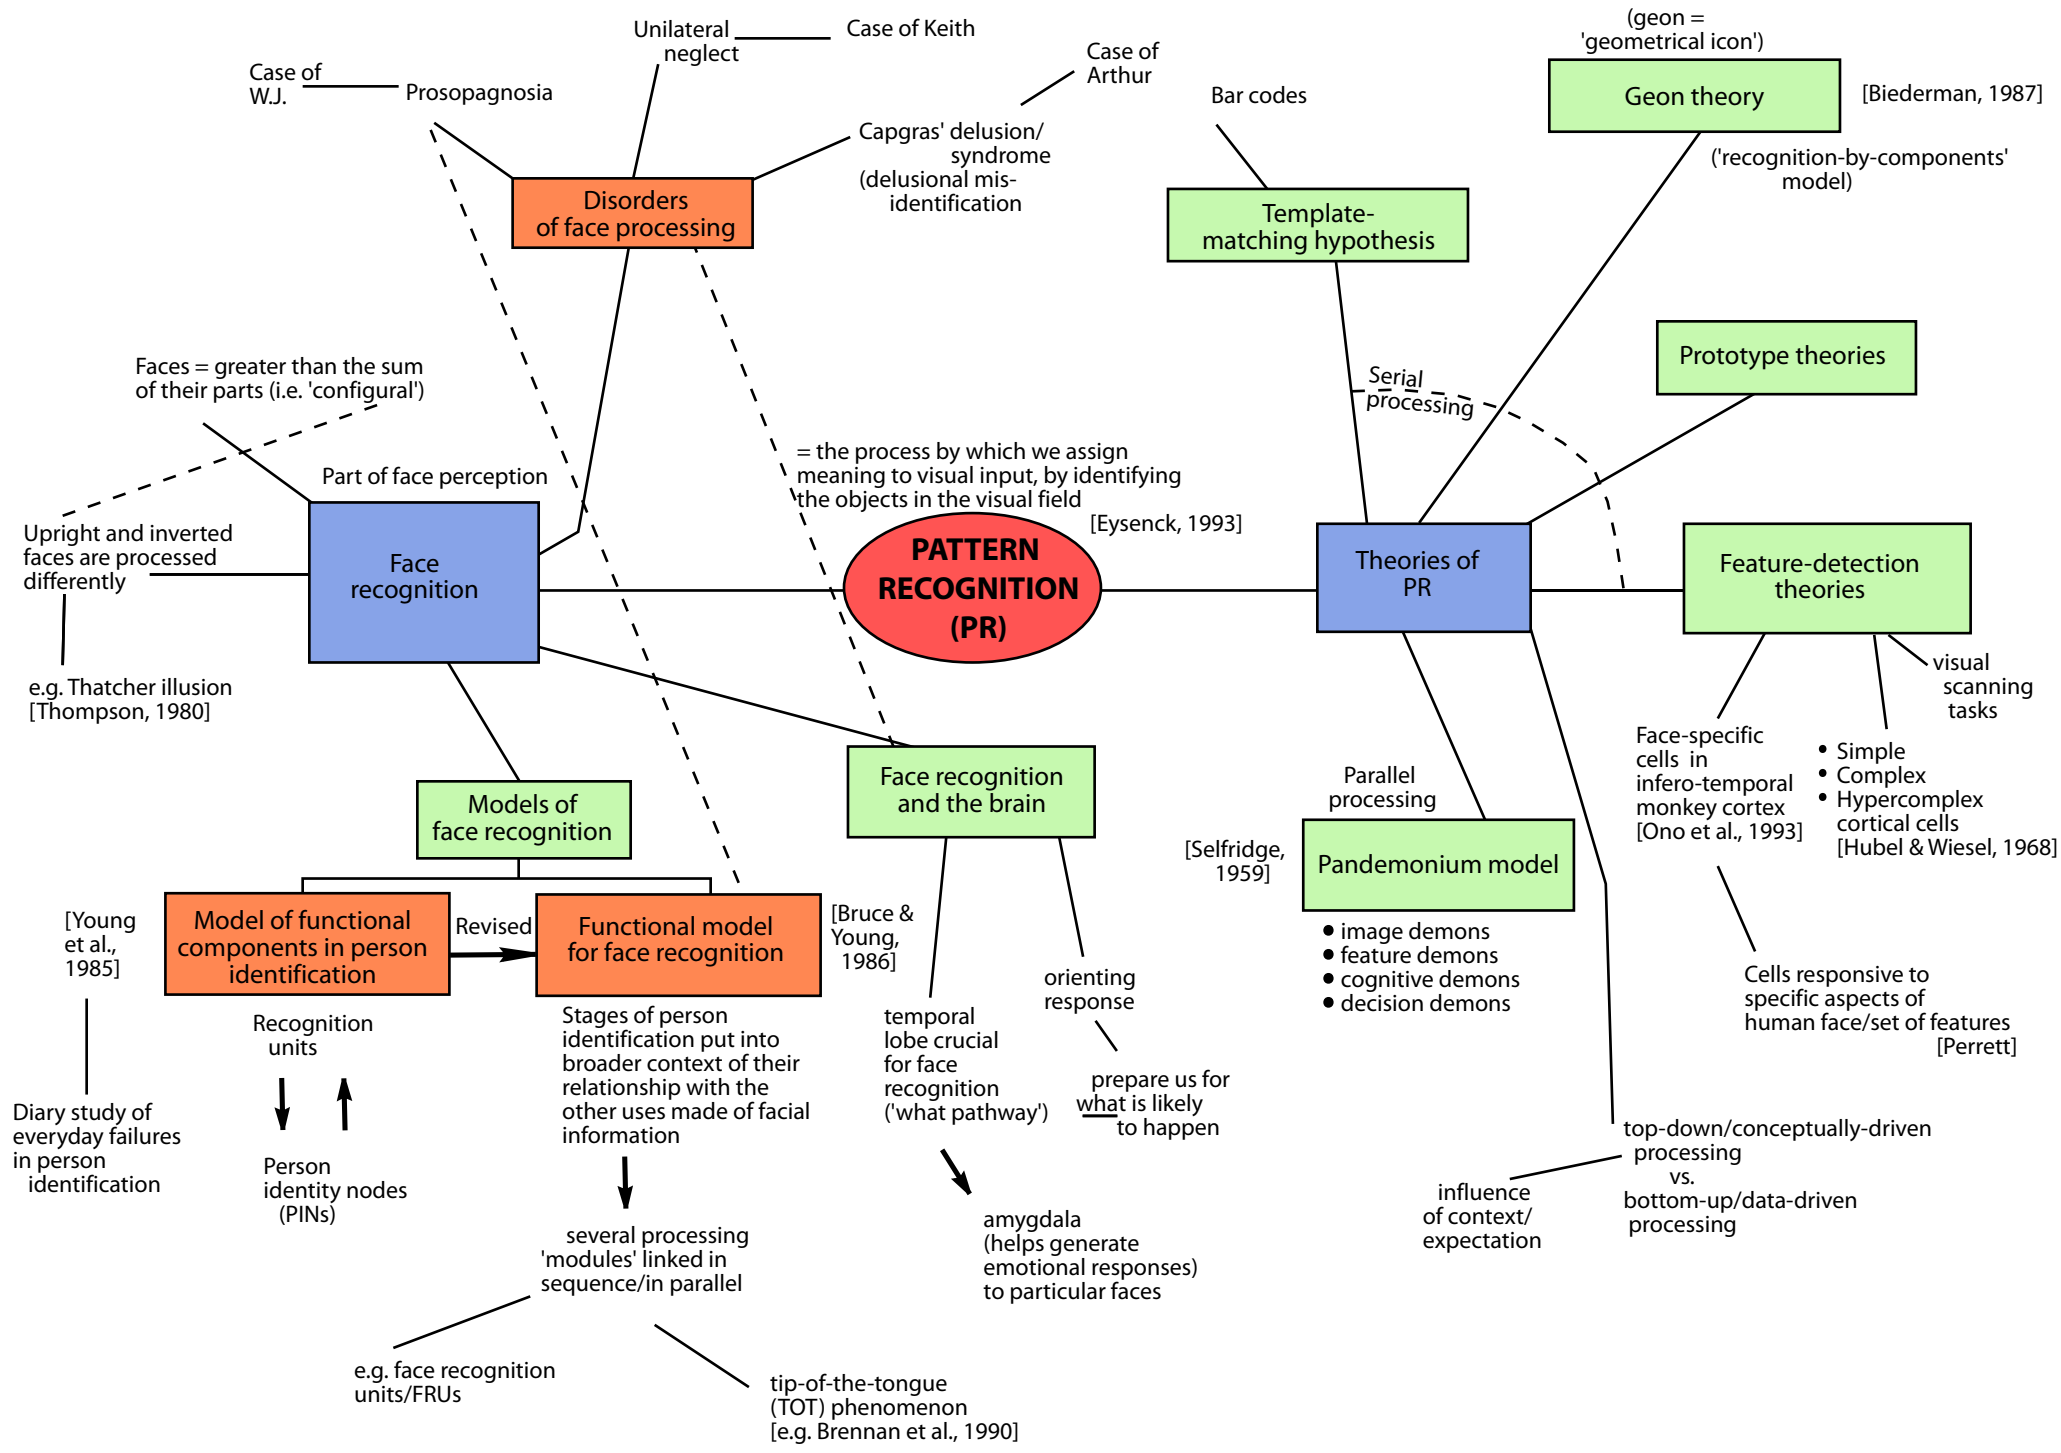 Unilateral
neglect
Case of Keith
Case of
W.J.
Prosopagnosia
Case of
Arthur
Capgras' delusion/
syndrome
(delusional mis-
identification
Disorders
of face processing
Bar codes
Template-
matching hypothesis
(geon =
'geometrical icon')
Geon theory
[Biederman, 1987]
('recognition-by-components'
model)
Prototype theories
Serial
processing
Faces = greater than the sum
of their parts (i.e. 'configural')
Part of face perception
Upright and inverted
faces are processed
differently
e.g. Thatcher illusion
[Thompson, 1980]
Face
recognition
= the process by which we assign
meaning to visual input, by identifying
the objects in the visual field
[Eysenck, 1993]
PATTERN
RECOGNITION
(PR)
Theories of
PR
Feature-detection
theories
visual
scanning
tasks
Face-specific
cells in
infero-temporal
monkey cortex
[Ono et al., 1993]
• Simple
• Complex
• Hypercomplex
cortical cells
[Hubel & Wiesel, 1968]
Cells responsive to
specific aspects of
human face/set of features
[Perrett]
Parallel
processing
[Selfridge,
1959]
Pandemonium model
• image demons
• feature demons
• cognitive demons
• decision demons
top-down/conceptually-driven
processing
vs.
bottom-up/data-driven
processing
influence
of context/
expectation
Models of
face recognition
Face recognition
and the brain
[Young
et al.,
1985]
Model of functional
components in person
identification
Revised
Functional model
for face recognition
[Bruce &
Young,
1986]
Diary study of
everyday failures
in person
identification
Recognition
units
Person
identity nodes
(PINs)
Stages of person
identification put into
broader context of their
relationship with the
other uses made of facial
information
several processing
'modules' linked in
sequence/in parallel
e.g. face recognition
units/FRUs
tip-of-the-tongue
(TOT) phenomenon
[e.g. Brennan et al., 1990]
temporal
lobe crucial
for face
recognition
('what pathway')
amygdala
(helps generate
emotional responses)
to particular faces
orienting
response
prepare us for
what is likely
to happen